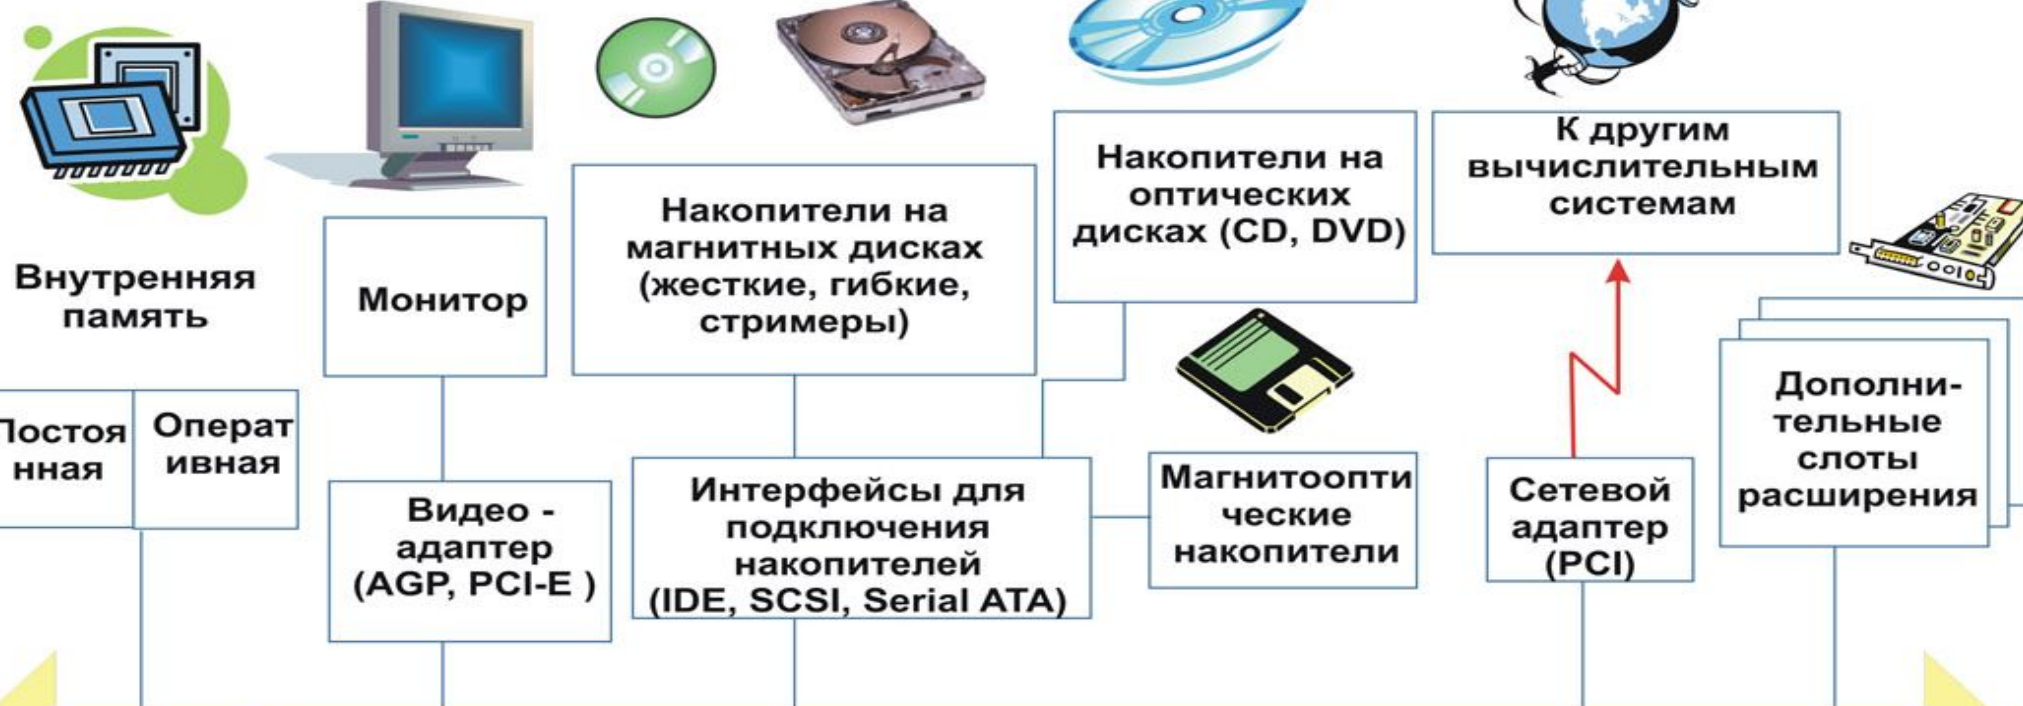 Внутренняя
память
Постоя
нная
Операт
ивная
Монитор
Видео -
адаптер
(AGP, PCI-E )
Накопители на
магнитных дисках
(жесткие, гибкие,
стримеры)
Интерфейсы для
подключения
накопителей
(IDE, SCSI, Serial ATA)
Накопители на
оптических
дисках (CD, DVD)
Магнитоопти
ческие
накопители
К другим
вычислительным
системам
Сетевой
адаптер
(PCI)
Дополни-
тельные
слоты
расширения